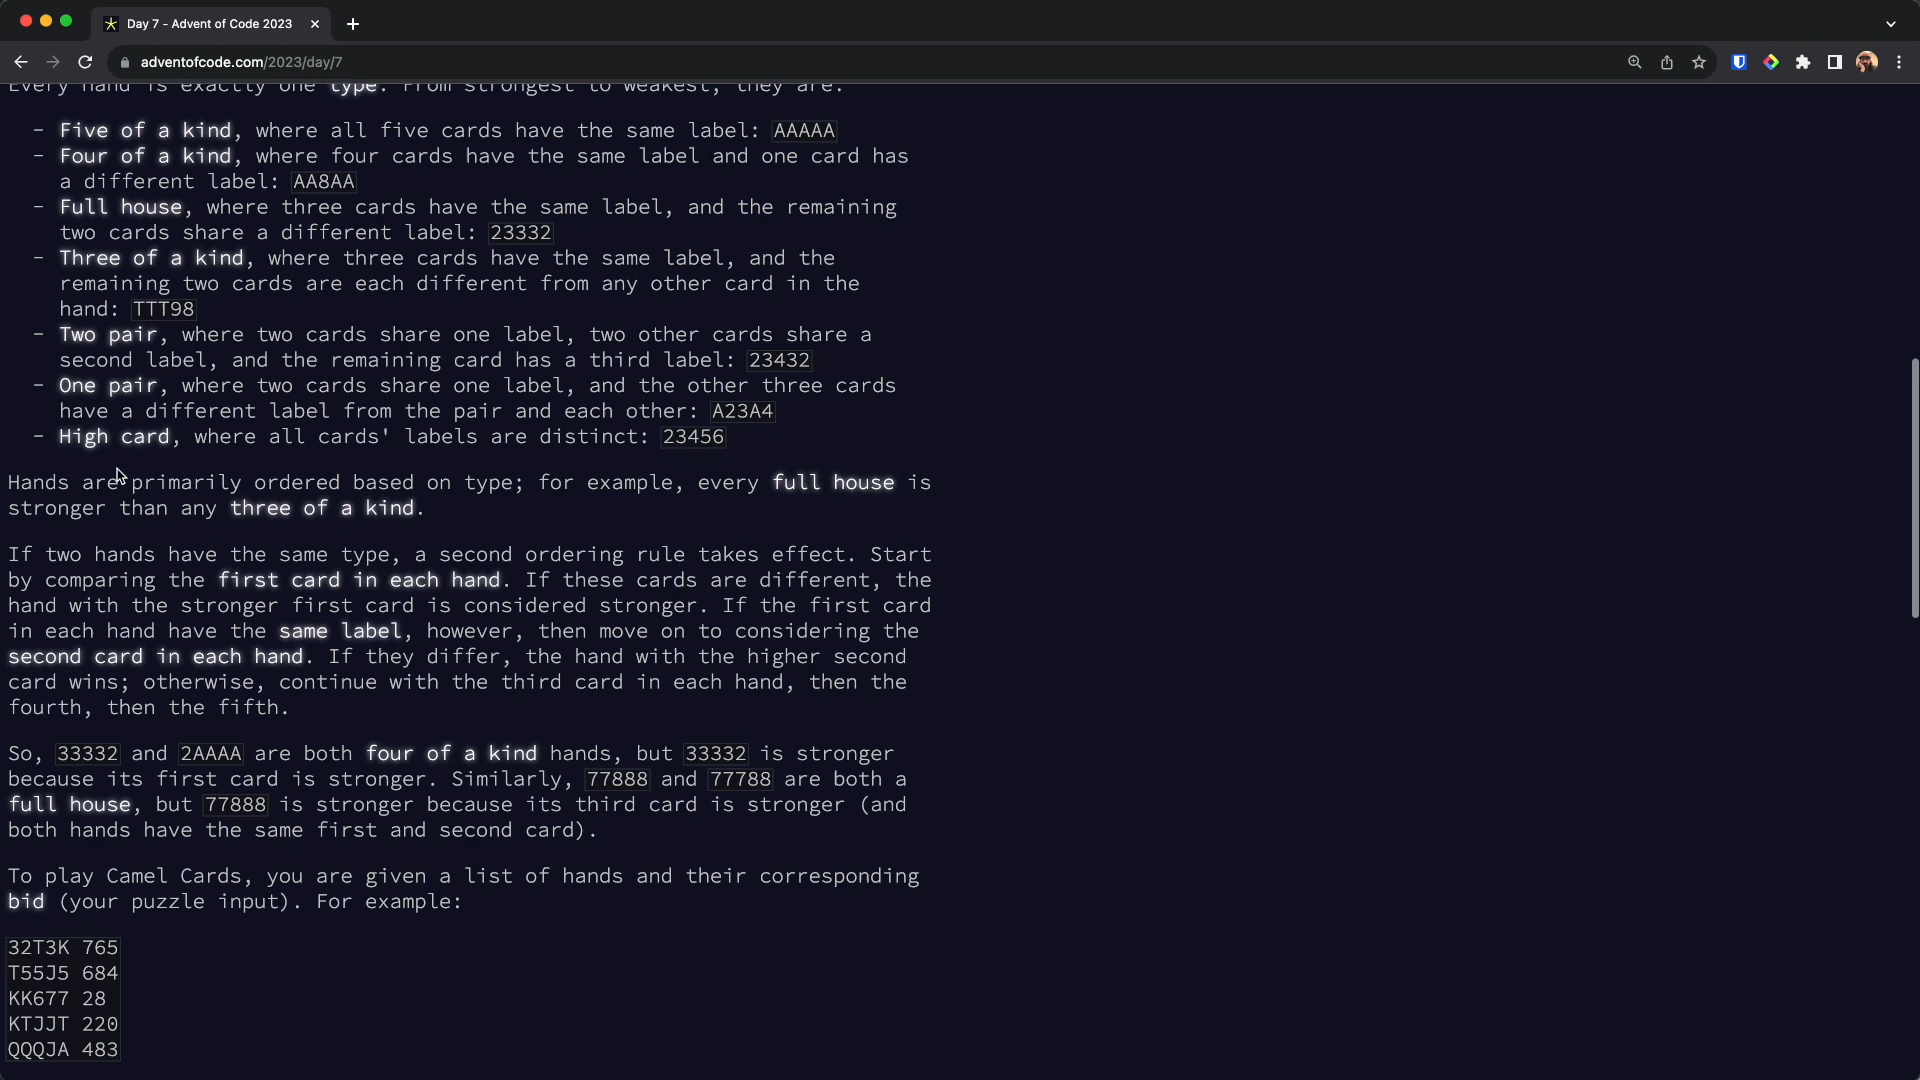 Day 7 - Advent of Code 2023
adventofcode.com/2023/day/7
Every hand is exactly one type. From strongest to weakest, they are:
- Five of a kind, where all five cards have the same label: AAAAA
- Four of a kind, where four cards have the same label and one card has
a different label: AA8AA
- Full house, where three cards have the same label, and the remaining
two cards share a different label: 23332
- Three of a kind, where three cards have the same label, and the
remaining two cards are each different from any other card in the
hand: TTT98
- Two pair, where two cards share one label, two other cards share a
second label, and the remaining card has a third label: 23432
- One pair, where two cards share one label, and the other three cards
have a different label from the pair and each other: A23A4
- High card, where all cards' labels are distinct: 23456
Hands are primarily ordered based on type; for example, every full house is
stronger than any three of a kind.
If two hands have the same type, a second ordering rule takes effect. Start
by comparing the first card in each hand. If these cards are different, the
hand with the stronger first card is considered stronger. If the first card
in each hand have the same label, however, then move on to considering the
second card in each hand. If they differ, the hand with the higher second
card wins; otherwise, continue with the third card in each hand, then the
fourth, then the fifth.
So, 33332 and 2AAAA are both four of a kind hands, but 33332 is stronger
because its first card is stronger. Similarly, 77888 and 77788 are both a
full house, but 77888 is stronger because its third card is stronger (and
both hands have the same first and second card).
To play Camel Cards, you are given a list of hands and their corresponding
bid (your puzzle input). For example:
32T3K 765
T55J5 684
KK677 28
KTJJT 220
QQQJA 483